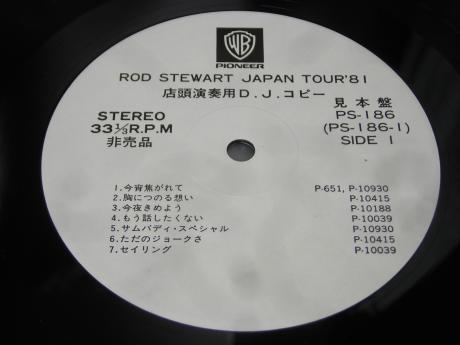 WB
PIONEER
ROD STEWART JAPAN TOUR'81
店頭演奏用D.J.コピー
STEREO
33⅓R.P.M
非売品
見本盤
PS-186
(PS-186-1)
SIDE 1
1.今宵焦がれて P-651, P-10930
2.胸につのる想い P-10415
3.今夜きめよう P-10188
4.もう話したくない P-10039
5.サムバディ・スペシャル P-10930
6.ただのジョークさ P-10415
7.セイリング P-10039